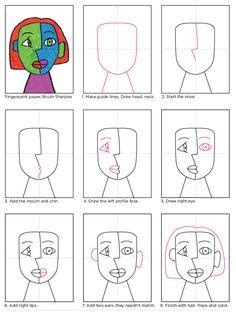 Fingerpaint paper, Brush Sharpies
1. Make guide lines. Draw head, neck.
2. Start the nose.
3. Add the mouth and chin.
4. Draw the left profile face.
5. Draw right eye.
6. Add right lips.
7. Add two ears, they needn't match.
8. Finish with hair. Trace and color.